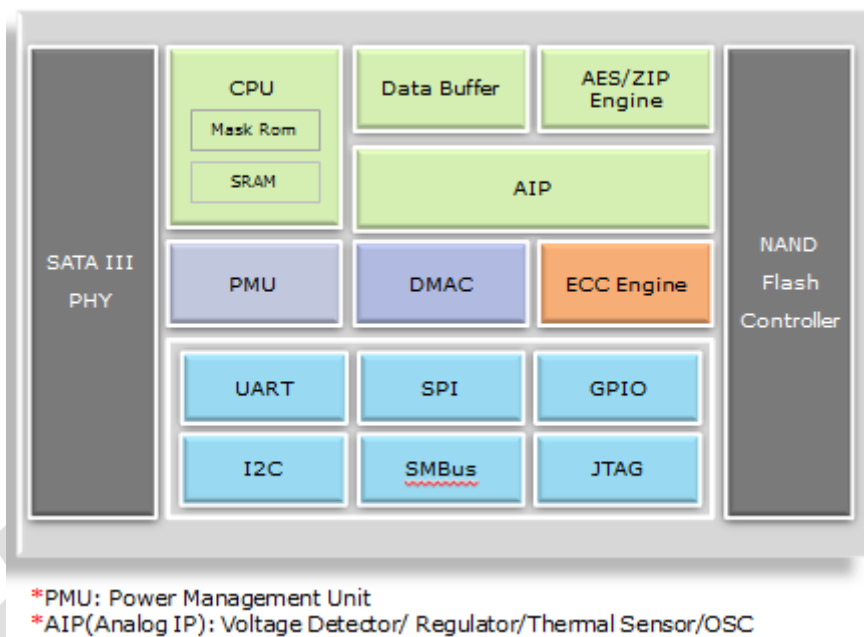 SATA III
PHY
CPU
Mask Rom
SRAM
Data Buffer
AES/ZIP
Engine
AIP
PMU
DMAC
ECC Engine
UART
SPI
GPIO
I2C
SMBus
JTAG
NAND
Flash
Controller
*PMU: Power Management Unit
*AIP(Analog IP): Voltage Detector/ Regulator/Thermal Sensor/OSC